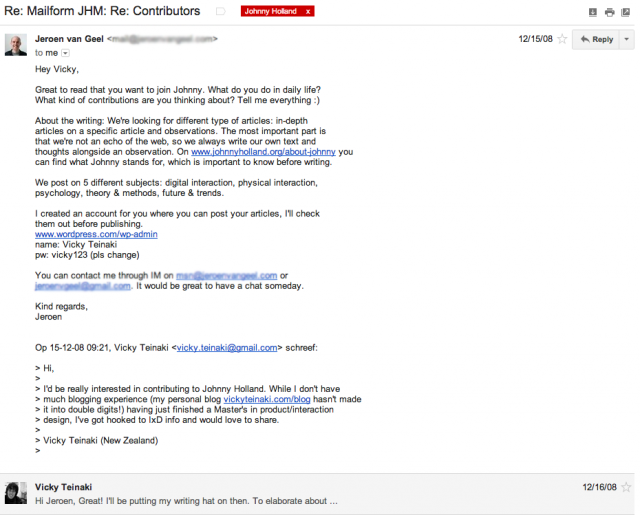 Re: Mailform JHM: Re: Contributors
Johnny Holland x
Jeroen van Geel
12/15/08
Reply
to me
Hey Vicky,
Great to read that you want to join Johnny. What do you do in daily life?
What kind of contributions are you thinking about? Tell me everything :)
About the writing: We're looking for different type of articles: in-depth
articles on a specific article and observations. The most important part is
that we're not an echo of the web, so we always write our own text and
thoughts alongside an observation. On www.johnnyholland.org/about-johnny you
can find what Johnny stands for, which is important to know before writing.
We post on 5 different subjects: digital interaction, physical interaction,
psychology, theory & methods, future & trends.
I created an account for you where you can post your articles, I'll check
them out before publishing.
www.wordpress.com/wp-admin
name: Vicky Teinaki
pw: vicky123 (pls change)
You can contact me through IM on or
. It would be great to have a chat someday.
Kind regards,
Jeroen
Op 15-12-08 09:21, Vicky Teinaki <vicky.teinaki@gmail.com> schreef:
> Hi,
>
> I'd be really interested in contributing to Johnny Holland. While I don't have
> much blogging experience (my personal blog vickyteinaki.com/blog hasn't made
> it into double digits!) having just finished a Master's in product/interaction
> design, I've got hooked to IxD info and would love to share.
>
> Vicky Teinaki (New Zealand)
>
Vicky Teinaki
12/16/08
Hi Jeroen, Great! I'll be putting my writing hat on then. To elaborate about ...